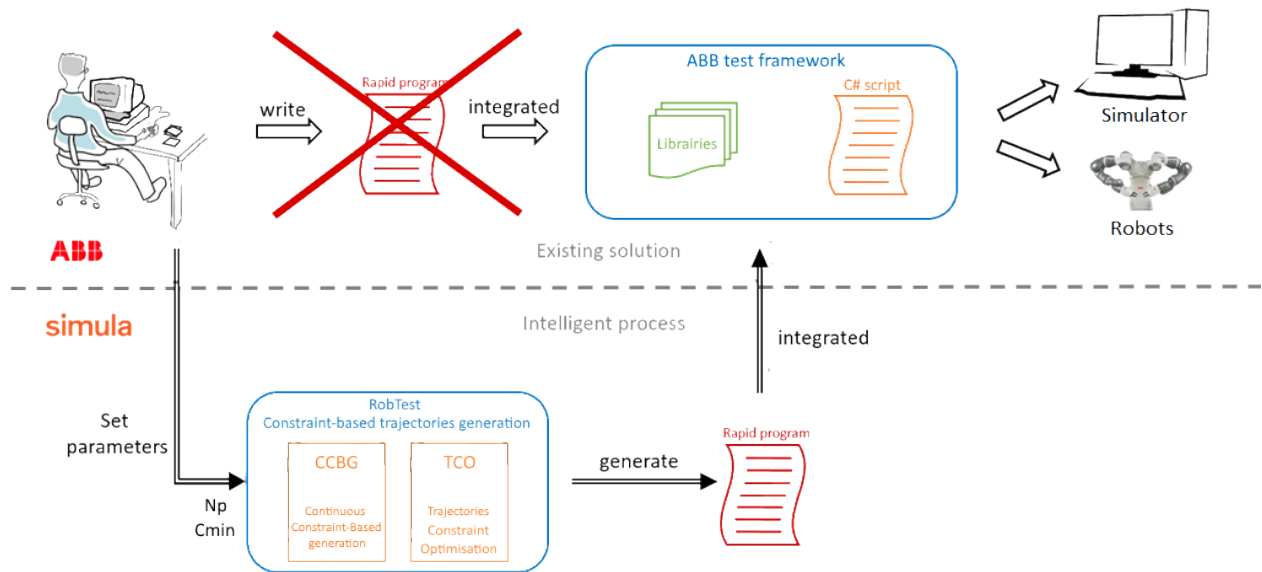 ABB test framework
Rapid program
C# script
write
integrated
Librairies
Simulator
Robots
ABB
Existing solution
simula
Intelligent process
integrated
Set
parameters
RobTest
Constraint-based trajectories generation
Rapid program
CCBG
TCO
generate
Np
Cmin
Continuous
Constraint-Based
generation
Trajectories
Constraint
Optimisation